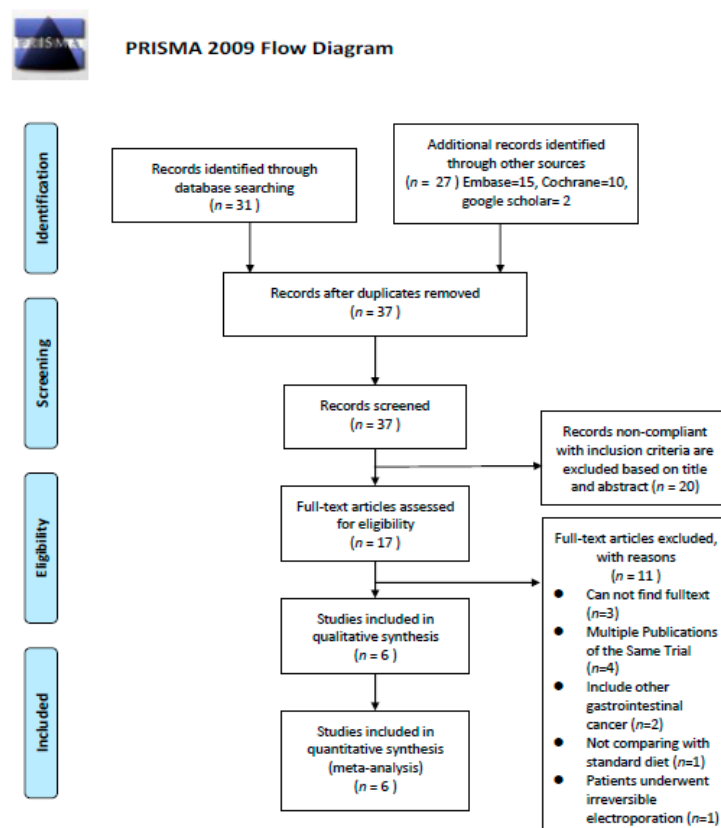 PRISMA
PRISMA 2009 Flow Diagram
Identification
Records identified through
database searching
(n = 31 )
Additional records identified
through other sources
(n = 27 ) Embase=15, Cochrane=10,
google scholar= 2
Records after duplicates removed
(n = 37 )
Screening
Records screened
(n = 37 )
Records non-compliant
with inclusion criteria are
excluded based on title
and abstract (n = 20)
Eligibility
Full-text articles assessed
for eligibility
(n = 17 )
Full-text articles excluded,
with reasons
(n = 11 )
● Can not find fulltext
(n=3)
● Multiple Publications
of the Same Trial
(n=4)
● Include other
gastrointestinal
cancer (n=2)
● Not comparing with
standard diet (n=1)
● Patients underwent
irreversible
electroporation (n=1)
Studies included in
qualitative synthesis
(n = 6 )
Included
Studies included in
quantitative synthesis
(meta-analysis)
(n = 6 )